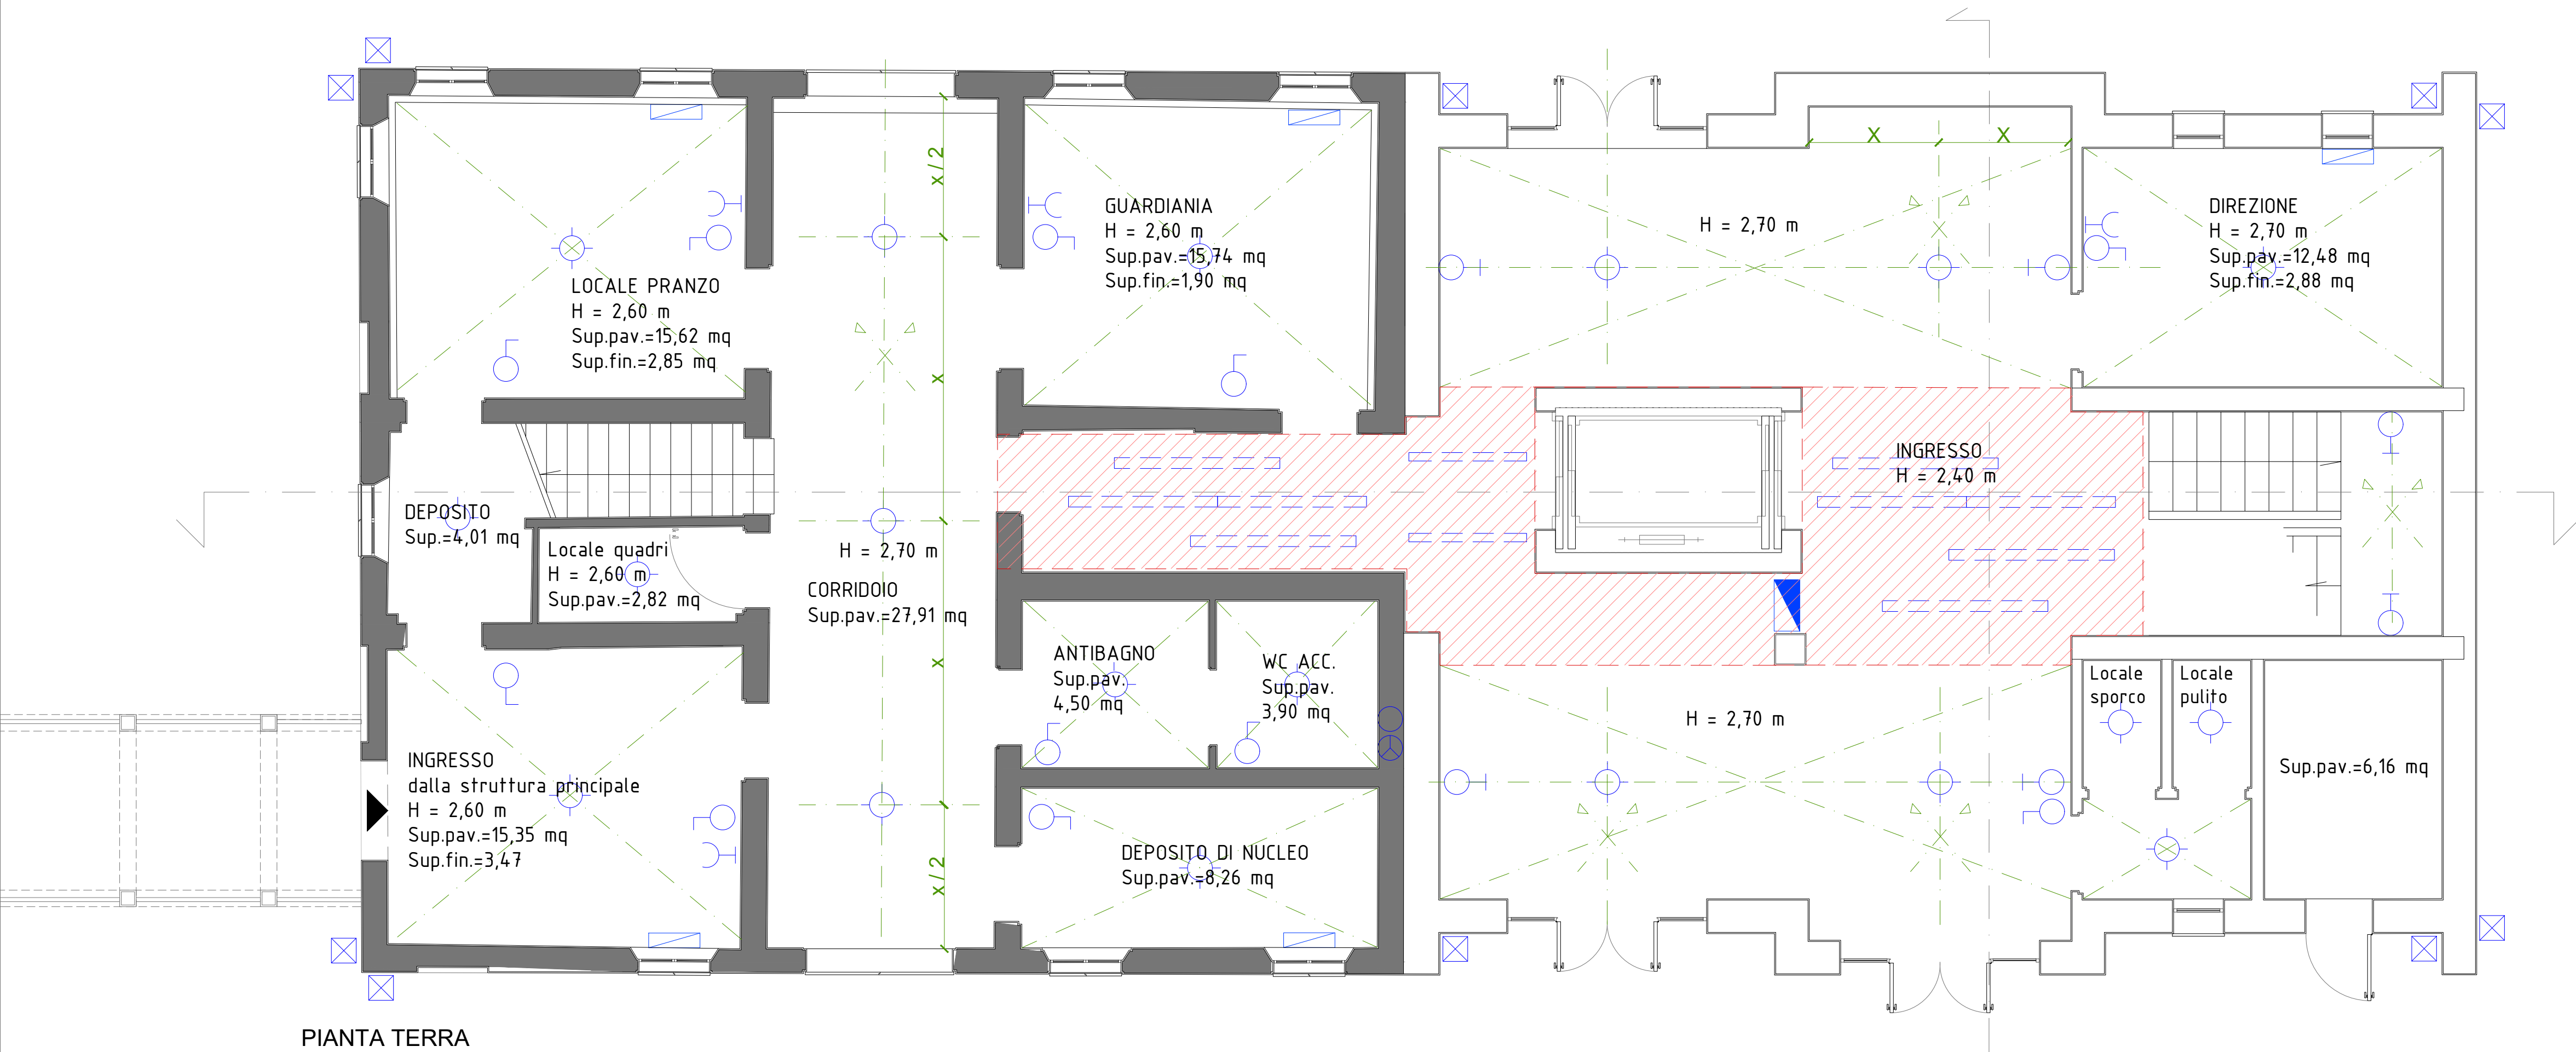 x / 2
X
X
GUARDIANIA
H = 2,60 m
Sup.pav.=15,74 mq
Sup.fin.=1,90 mq
H = 2,70 m
DIREZIONE
H = 2,70 m
Sup.pav.=12,48 mq
Sup.fin.=2,88 mq
LOCALE PRANZO
H = 2,60 m
Sup.pav.=15,62 mq
Sup.fin.=2,85 mq
x
INGRESSO
H = 2,40 m
DEPOSITO
Sup.=4,01 mq
Locale quadri
H = 2,60 m
Sup.pav.=2,82 mq
H = 2,70 m
CORRIDOIO
Sup.pav.=27,91 mq
x
ANTIBAGNO
Sup.pav.
4,50 mq
WC ACC.
Sup.pav.
3,90 mq
Locale
sporco
Locale
pulito
H = 2,70 m
Sup.pav.=6,16 mq
INGRESSO
dalla struttura principale
H = 2,60 m
Sup.pav.=15,35 mq
Sup.fin.=3,47
x / 2
DEPOSITO DI NUCLEO
Sup.pav.=8,26 mq
PIANTA TERRA